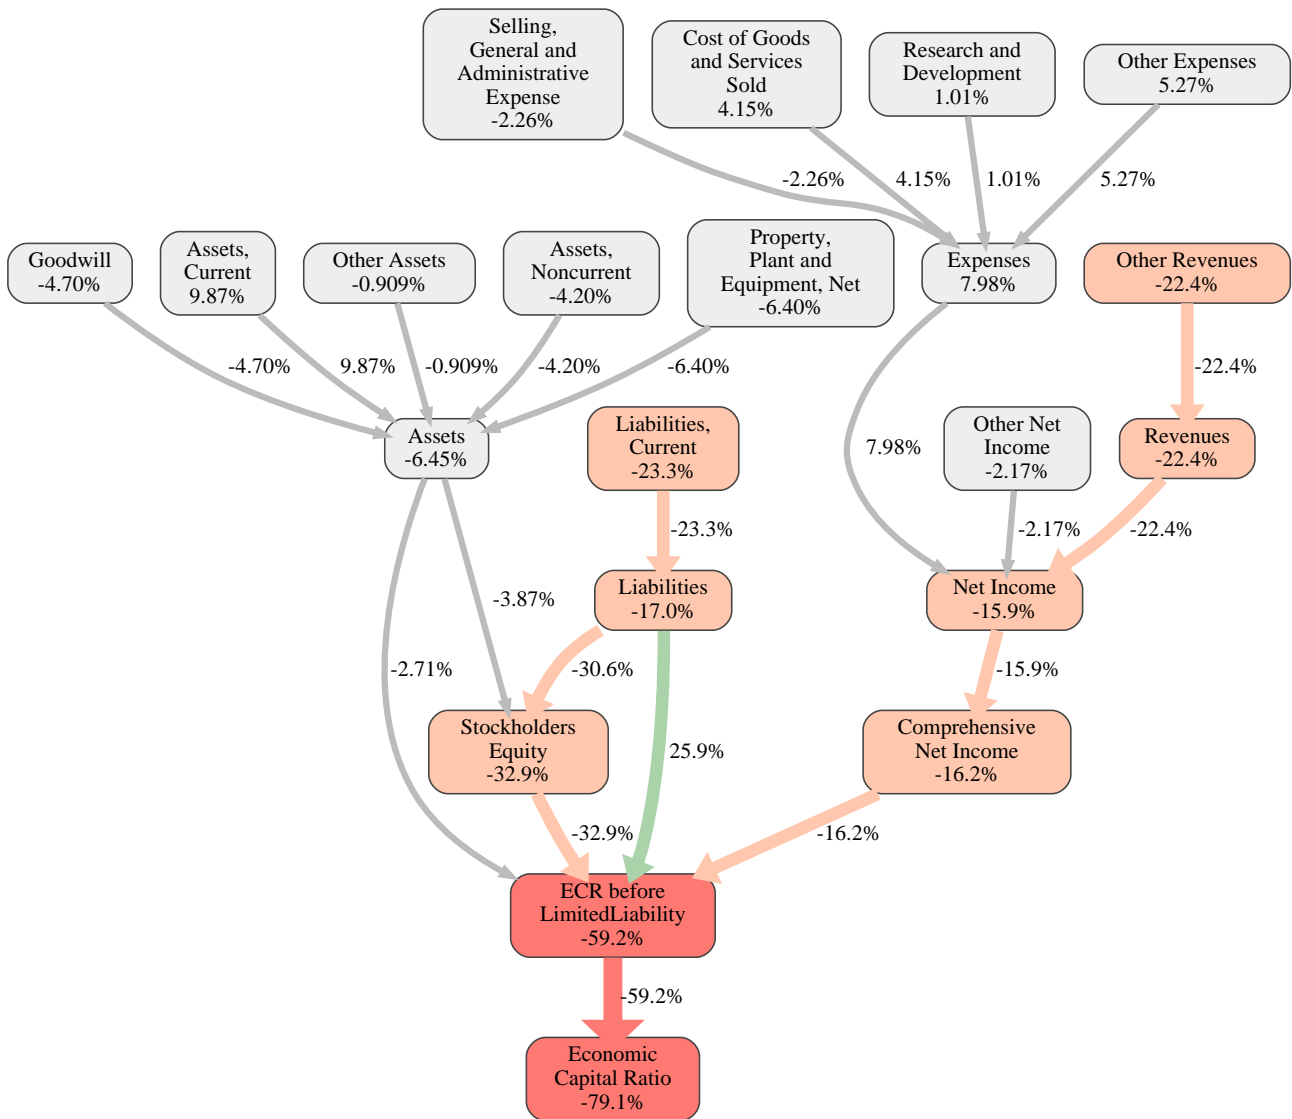 Selling,
General and
Administrative
Expense
-2.26%
Cost of Goods
and Services
Sold
4.15%
Research and
Development
1.01%
Other Expenses
5.27%
-2.26%
4.15%
1.01%
5.27%
Goodwill
-4.70%
Assets,
Current
9.87%
Other Assets
-0.909%
Assets,
Noncurrent
-4.20%
Property,
Plant and
Equipment, Net
-6.40%
Expenses
7.98%
Other Revenues
-22.4%
-4.70%
9.87%
-0.909%
-4.20%
-6.40%
-22.4%
Assets
-6.45%
Liabilities,
Current
-23.3%
7.98%
Other Net
Income
-2.17%
Revenues
-22.4%
-23.3%
-2.17%
-22.4%
-3.87%
Liabilities
-17.0%
Net Income
-15.9%
-2.71%
-30.6%
-15.9%
Stockholders
Equity
-32.9%
25.9%
Comprehensive
Net Income
-16.2%
-32.9%
-16.2%
ECR before
LimitedLiability
-59.2%
-59.2%
Economic
Capital Ratio
-79.1%